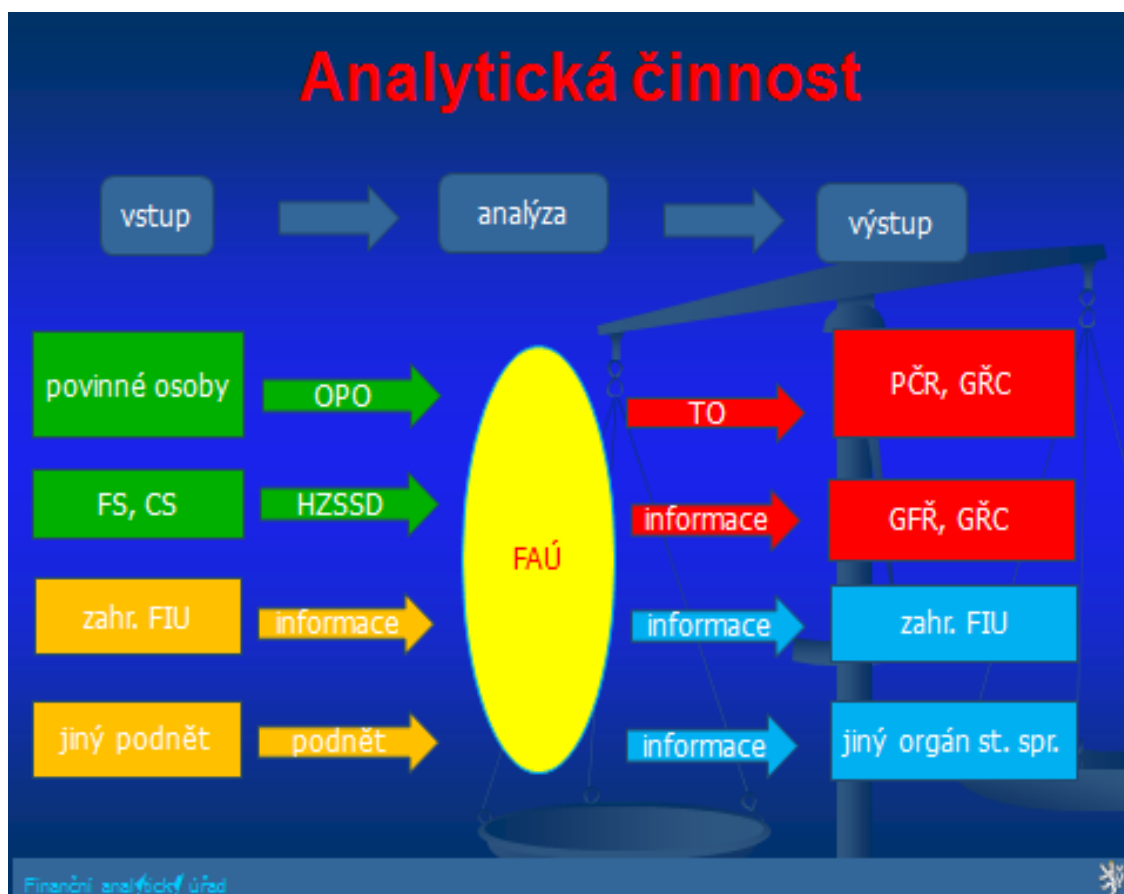 Analytická činnost
vstup
analýza
výstup
povinné osoby
OPO
TO
PČR, GŘC
FS, CS
HZSSD
informace
GFŘ, GŘC
FAÚ
zahr. FIU
informace
informace
zahr. FIU
jiný podnět
podnět
informace
jiný orgán st. spr.
Finanční analytický úřad